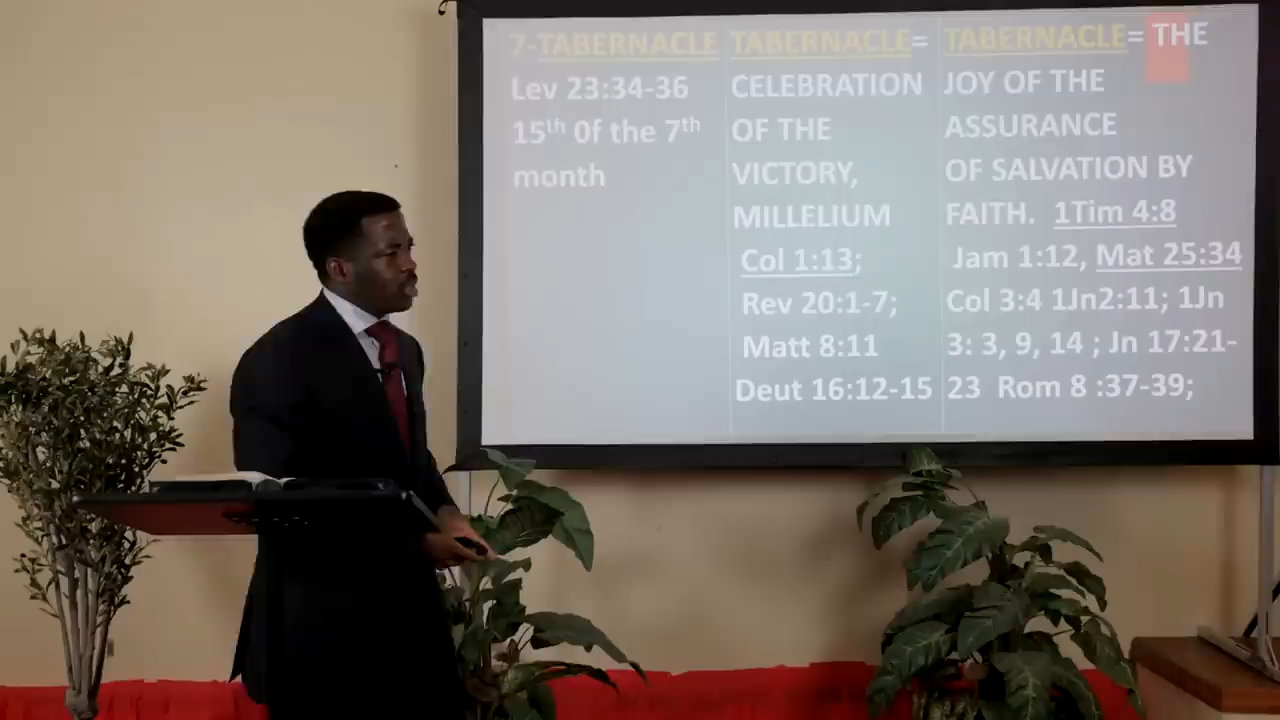 7-TABERNACLE
Lev 23:34-36
15th 0f the 7th
month
TABERNACLE=
CELEBRATION
OF THE
VICTORY,
MILLELIUM
Col 1:13;
Rev 20:1-7;
Matt 8:11
Deut 16:12-15
TABERNACLE= THE
JOY OF THE
ASSURANCE
OF SALVATION BY
FAITH. 1Tim 4:8
Jam 1:12, Mat 25:34
Col 3:4 1Jn2:11; 1Jn
3: 3, 9, 14 ; Jn 17:21-
23 Rom 8 :37-39;